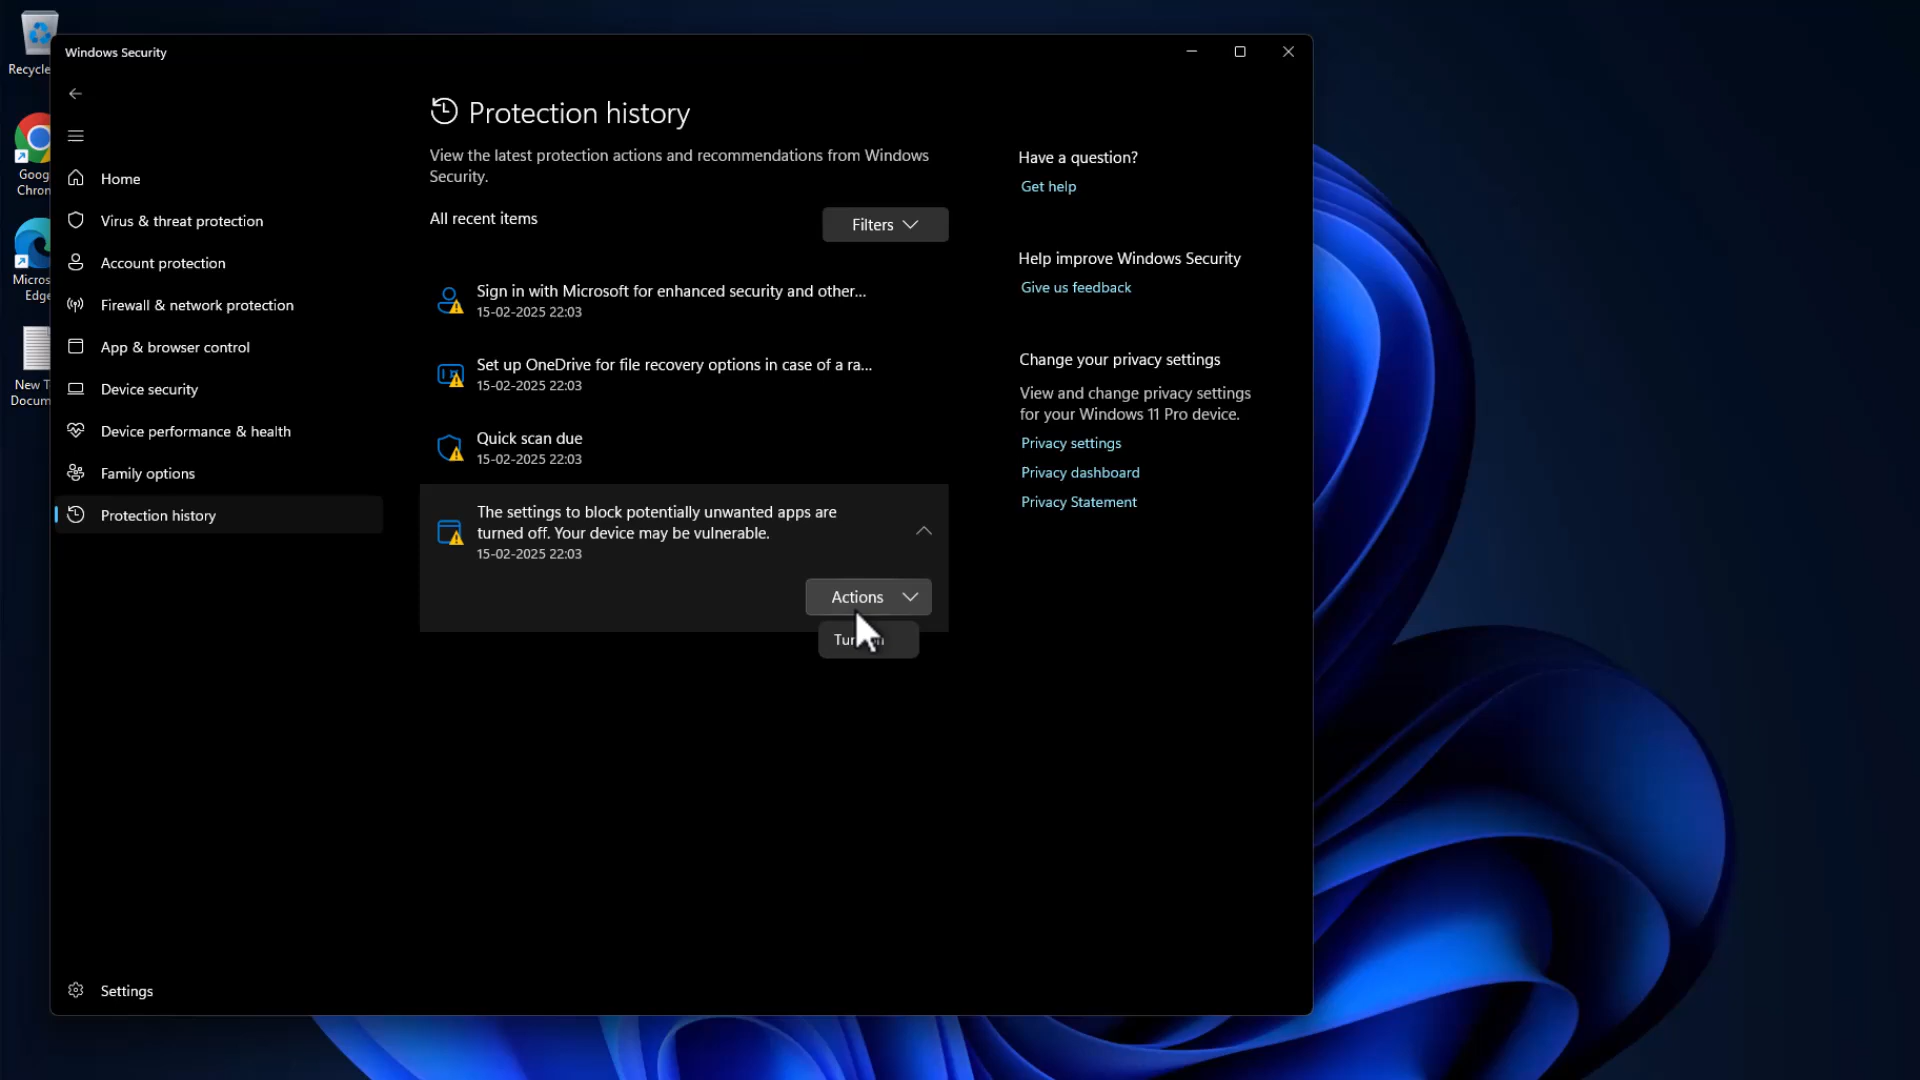 Recycle
Goog
Chron
Micros
Edge
New T
Docum
Windows Security
Home
Virus & threat protection
Account protection
Firewall & network protection
App & browser control
Device security
Device performance & health
Family options
Protection history
Settings
Protection history
View the latest protection actions and recommendations from Windows
Security.
All recent items
Filters
Sign in with Microsoft for enhanced security and other...
15-02-2025 22:03
Set up OneDrive for file recovery options in case of a ra...
15-02-2025 22:03
Quick scan due
15-02-2025 22:03
The settings to block potentially unwanted apps are
turned off. Your device may be vulnerable.
15-02-2025 22:03
Actions
Have a question?
Get help
Help improve Windows Security
Give us feedback
Change your privacy settings
View and change privacy settings
for your Windows 11 Pro device.
Privacy settings
Privacy dashboard
Privacy Statement